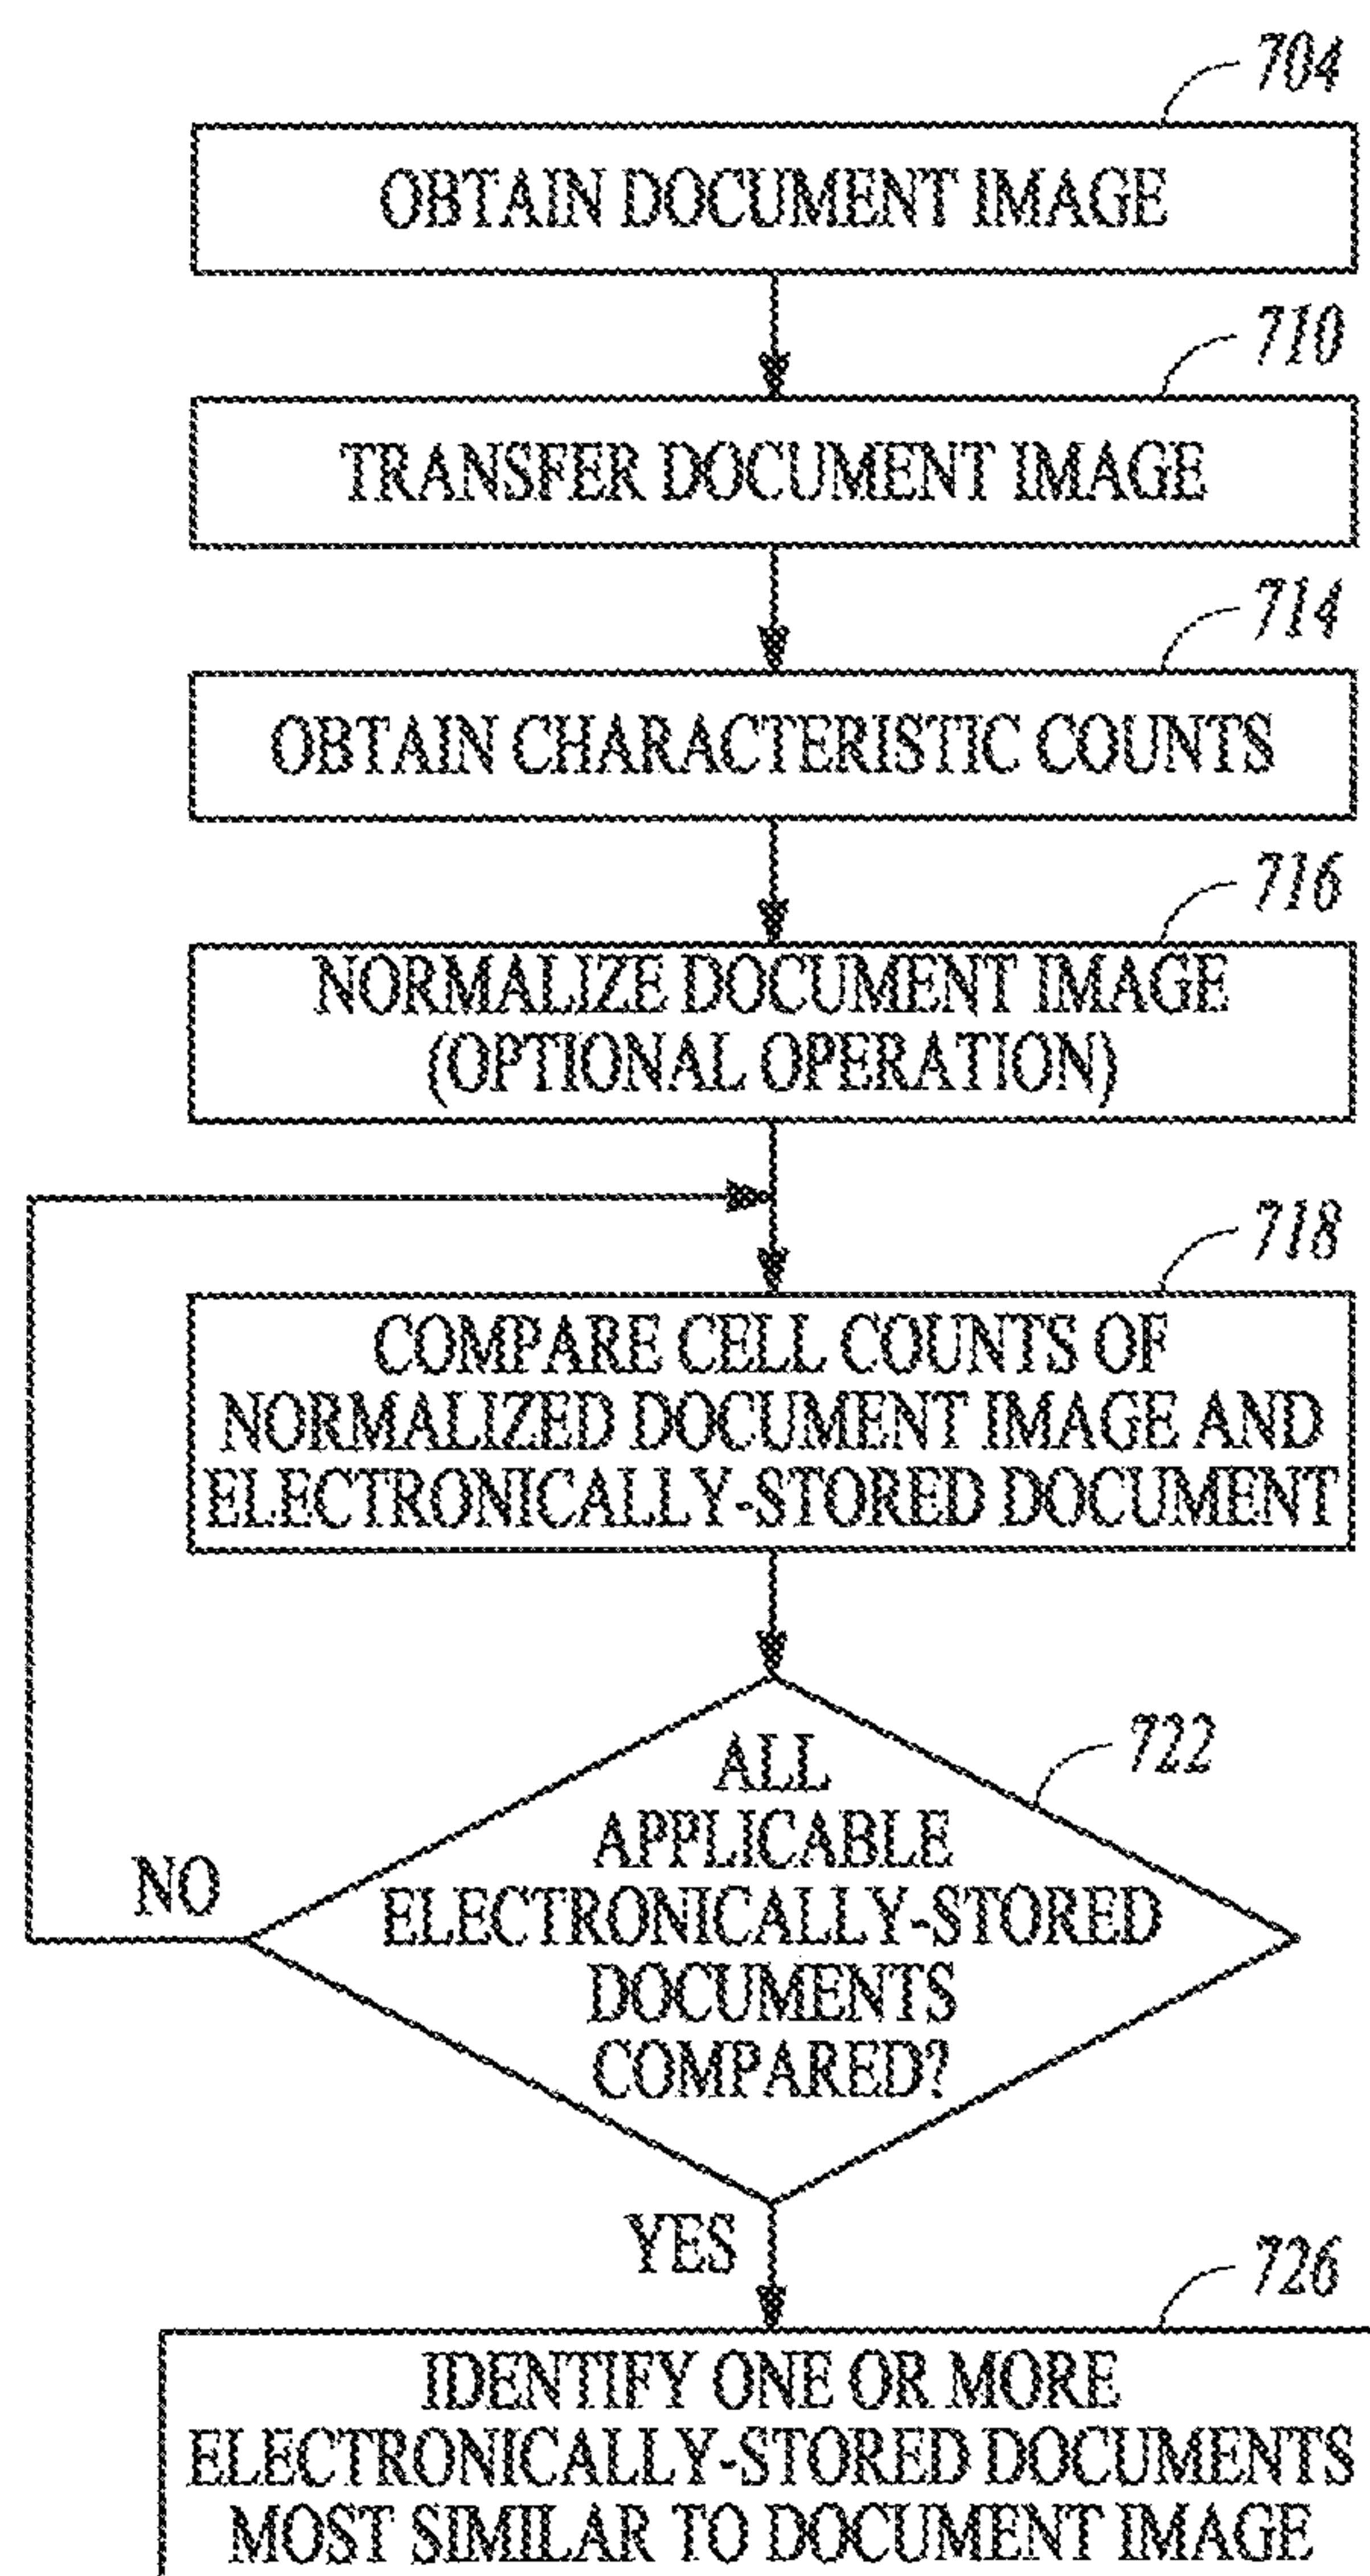 704
OBTAIN DOCUMENT IMAGE
710
TRANSFER DOCUMENT IMAGE
714
OBTAIN CHARACTERISTIC COUNTS
716
NORMALIZE DOCUMENT IMAGE
(OPTIONAL OPERATION)
718
COMPARE CELL COUNTS OF
NORMALIZED DOCUMENT IMAGE AND
ELECTRONICALLY-STORED DOCUMENT
722
ALL
APPLICABLE
ELECTRONICALLY-STORED
DOCUMENTS
COMPARED?
NO
YES
726
IDENTIFY ONE OR MORE
ELECTRONICALLY-STORED DOCUMENTS
MOST SIMILAR TO DOCUMENT IMAGE